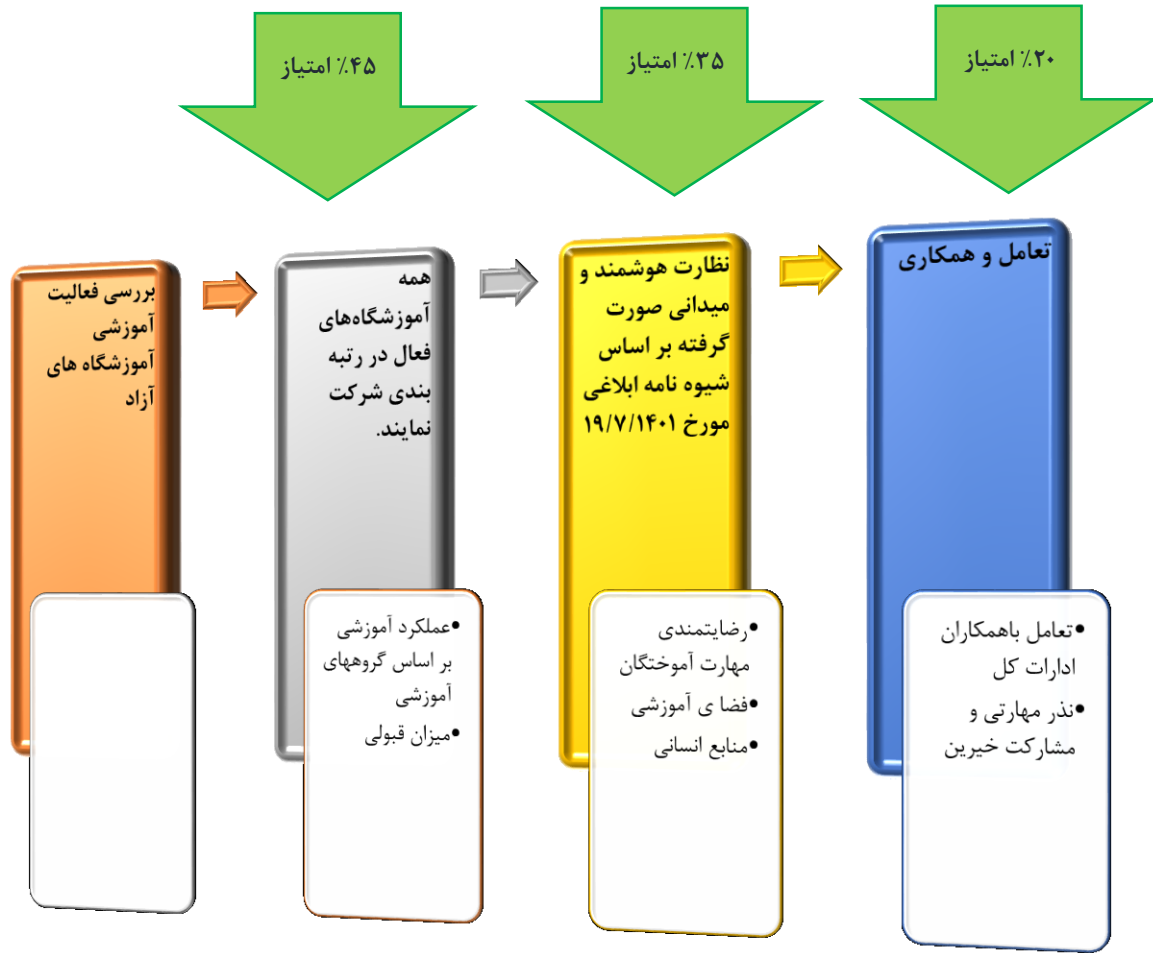 ۴۵٪ امتیاز
۳۵٪ امتیاز
۲۰٪ امتیاز
بررسی فعالیت
آموزشی
آموزشگاه های
آزاد
همه
آموزشگاه‌های
فعال در رتبه
بندی شرکت
نمایند.
نظارت هوشمند و
میدانی صورت
گرفته بر اساس
شیوه نامه ابلاغی
مورخ ۱۹/۷/۱۴۰۱
تعامل و همکاری
•عملکرد آموزشی
بر اساس گروههای
آموزشی
•میزان قبولی
•رضایتمندی
مهارت آموختگان
•فضا ی آموزشی
•منابع انسانی
•تعامل باهمکاران
ادارات کل
•نذر مهارتی و
مشارکت خیرین